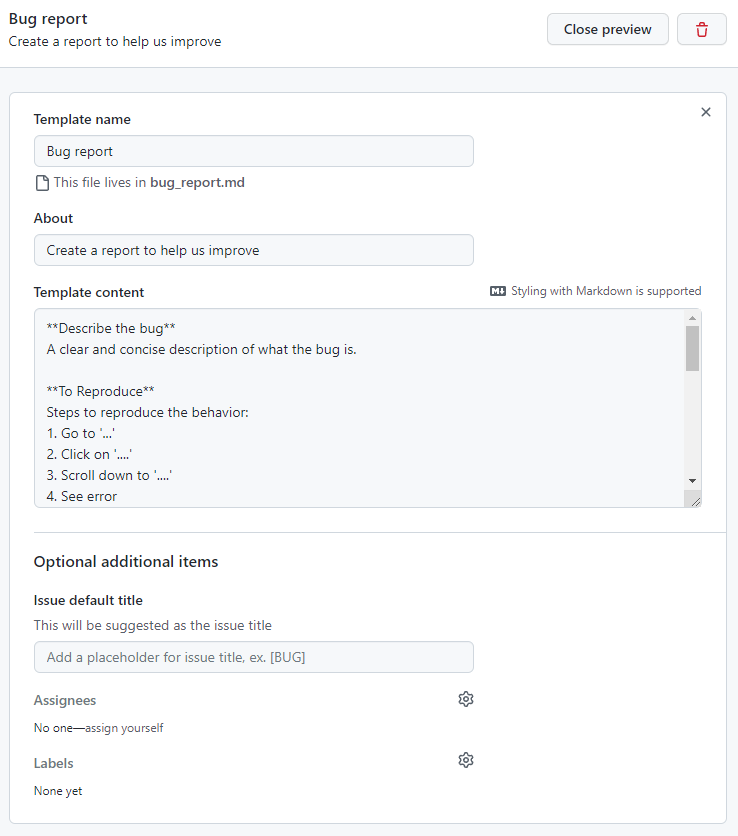 Bug report
Create a report to help us improve
Close preview
Template name
Bug report
This file lives in bug_report.md
About
Create a report to help us improve
Template content
Styling with Markdown is supported
**Describe the bug**
A clear and concise description of what the bug is.
**To Reproduce**
Steps to reproduce the behavior:
1. Go to '...'
2. Click on '....'
3. Scroll down to '....'
4. See error
Optional additional items
Issue default title
This will be suggested as the issue title
Add a placeholder for issue title, ex. [BUG]
Assignees
No one—assign yourself
Labels
None yet